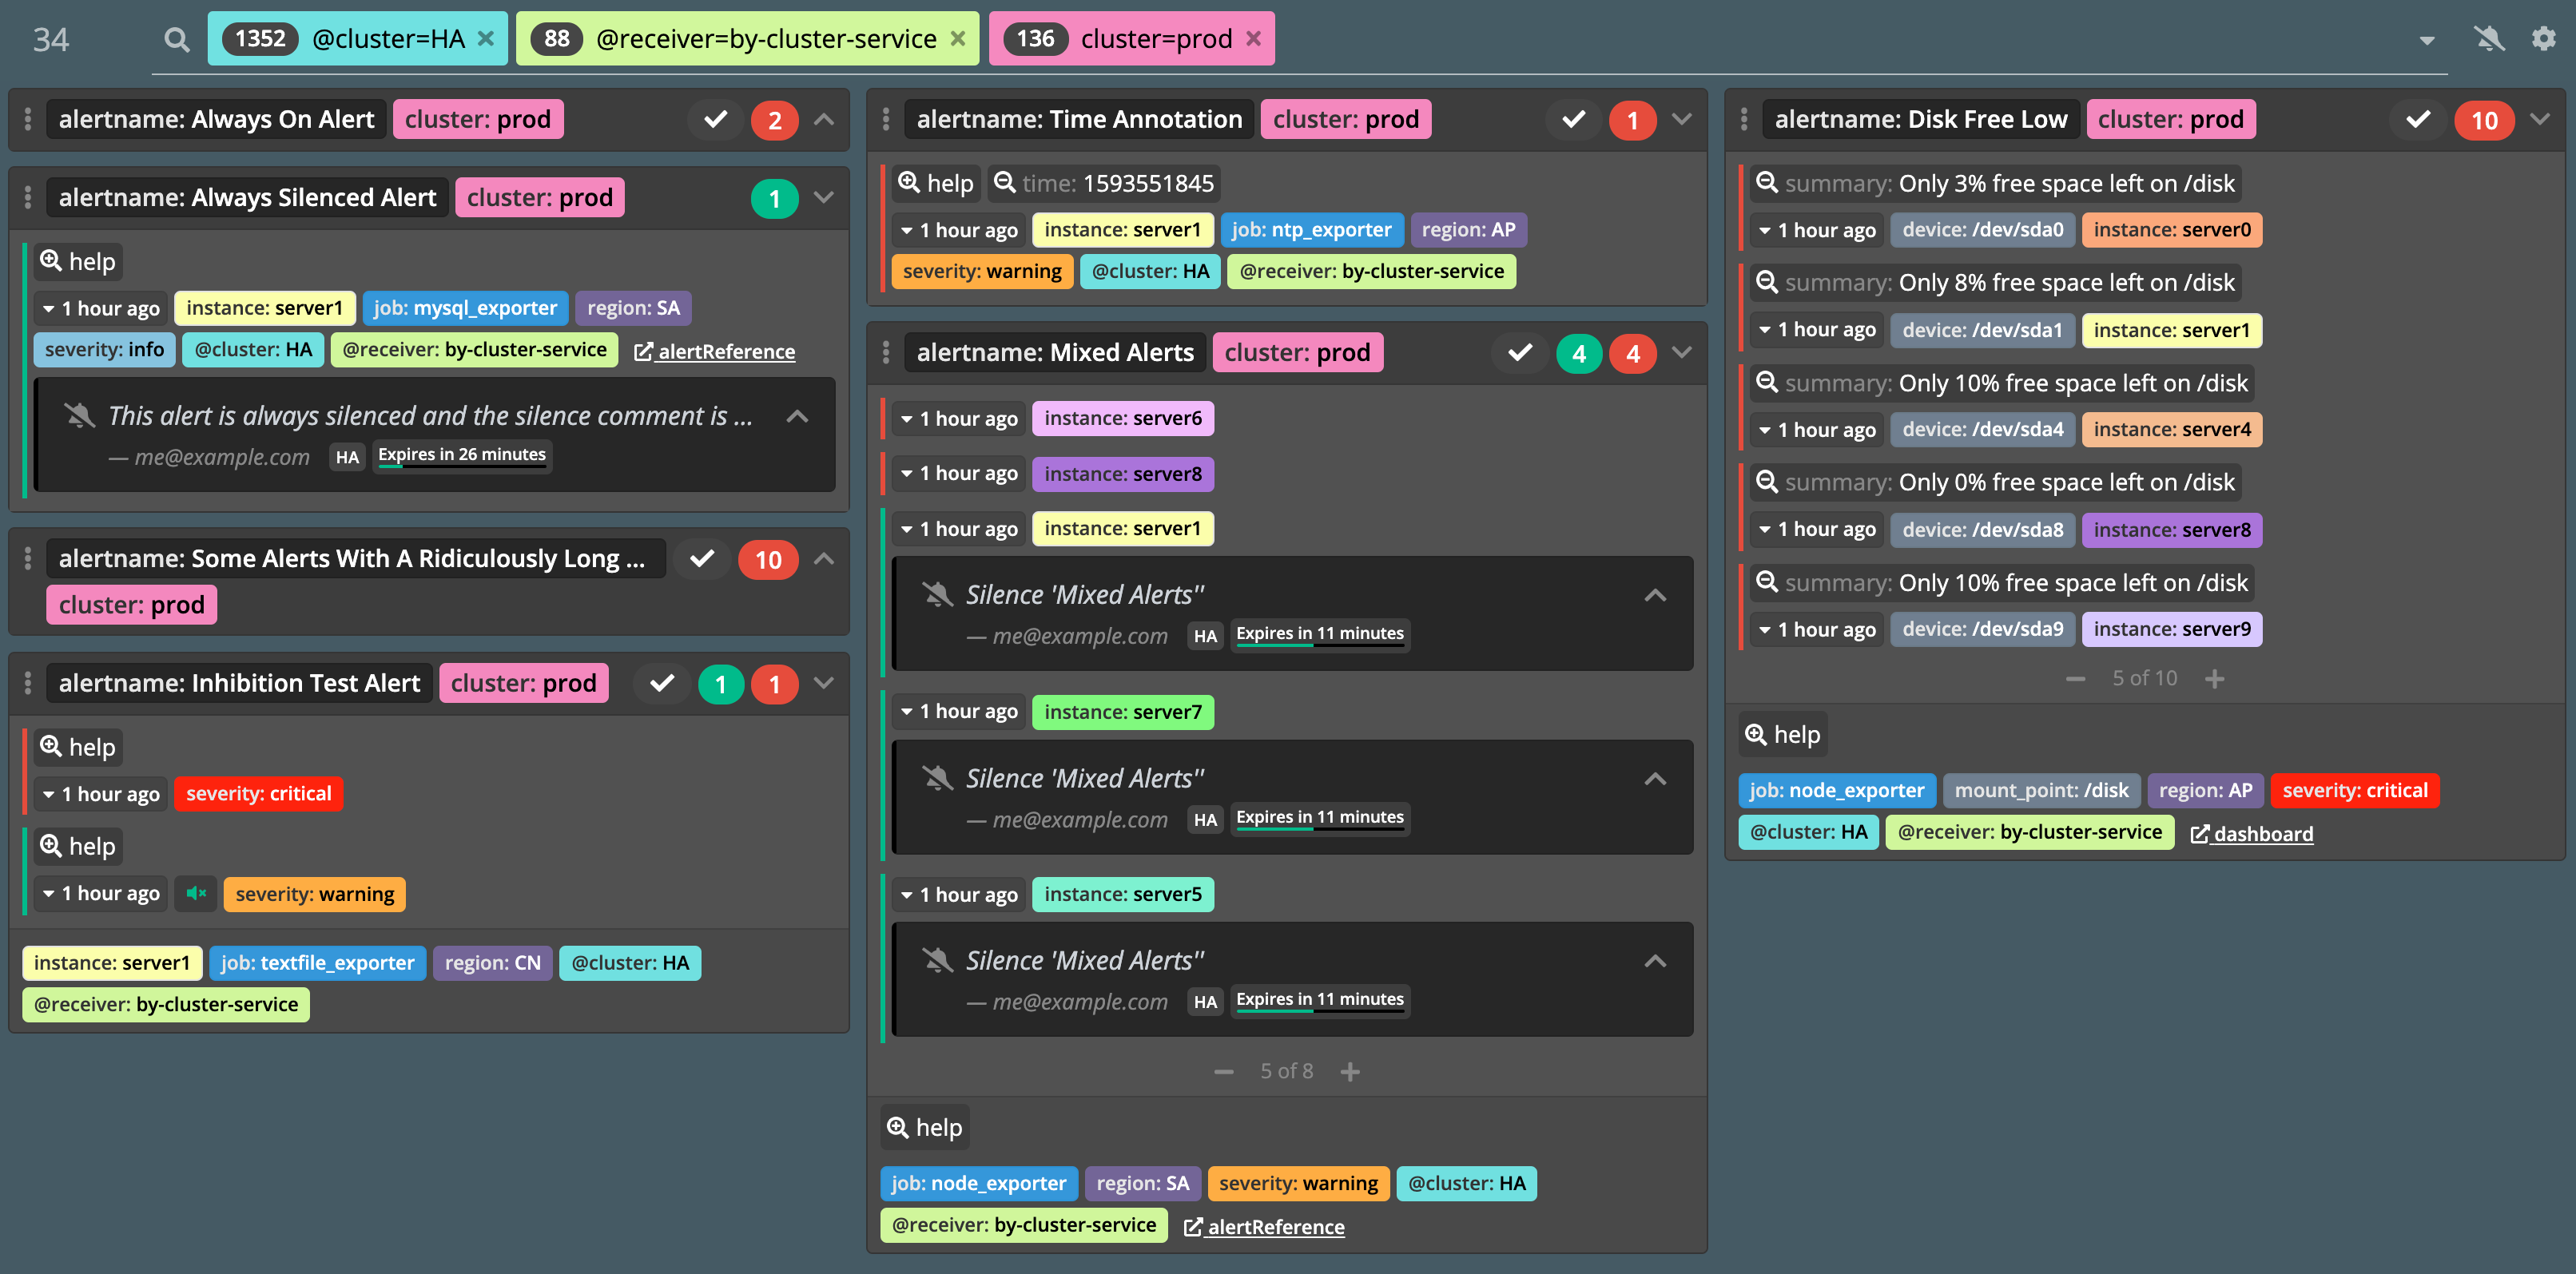 34 1352 @cluster=HA × 88 @receiver=by-cluster-service × 136 cluster=prod ×
alertname: Always On Alert cluster: prod 2
alertname: Always Silenced Alert cluster: prod 1
help
1 hour ago instance: server1 job: mysql_exporter region: SA
severity: info @cluster: HA @receiver: by-cluster-service alertReference
This alert is always silenced and the silence comment is ...
— me@example.com HA Expires in 26 minutes
alertname: Some Alerts With A Ridiculously Long ... 10
cluster: prod
alertname: Inhibition Test Alert cluster: prod 1 1
help
1 hour ago severity: critical
help
1 hour ago severity: warning
instance: server1 job: textfile_exporter region: CN @cluster: HA
@receiver: by-cluster-service
alertname: Time Annotation cluster: prod 1
help time: 1593551845
1 hour ago instance: server1 job: ntp_exporter region: AP
severity: warning @cluster: HA @receiver: by-cluster-service
alertname: Mixed Alerts cluster: prod 4 4
1 hour ago instance: server6
1 hour ago instance: server8
1 hour ago instance: server1
Silence 'Mixed Alerts''
— me@example.com HA Expires in 11 minutes
1 hour ago instance: server7
Silence 'Mixed Alerts''
— me@example.com HA Expires in 11 minutes
1 hour ago instance: server5
Silence 'Mixed Alerts''
— me@example.com HA Expires in 11 minutes
5 of 8
help
job: node_exporter region: SA severity: warning @cluster: HA
@receiver: by-cluster-service alertReference
alertname: Disk Free Low cluster: prod 10
summary: Only 3% free space left on /disk
1 hour ago device: /dev/sda0 instance: server0
summary: Only 8% free space left on /disk
1 hour ago device: /dev/sda1 instance: server1
summary: Only 10% free space left on /disk
1 hour ago device: /dev/sda4 instance: server4
summary: Only 0% free space left on /disk
1 hour ago device: /dev/sda8 instance: server8
summary: Only 10% free space left on /disk
1 hour ago device: /dev/sda9 instance: server9
5 of 10
help
job: node_exporter mount_point: /disk region: AP severity: critical
@cluster: HA @receiver: by-cluster-service dashboard